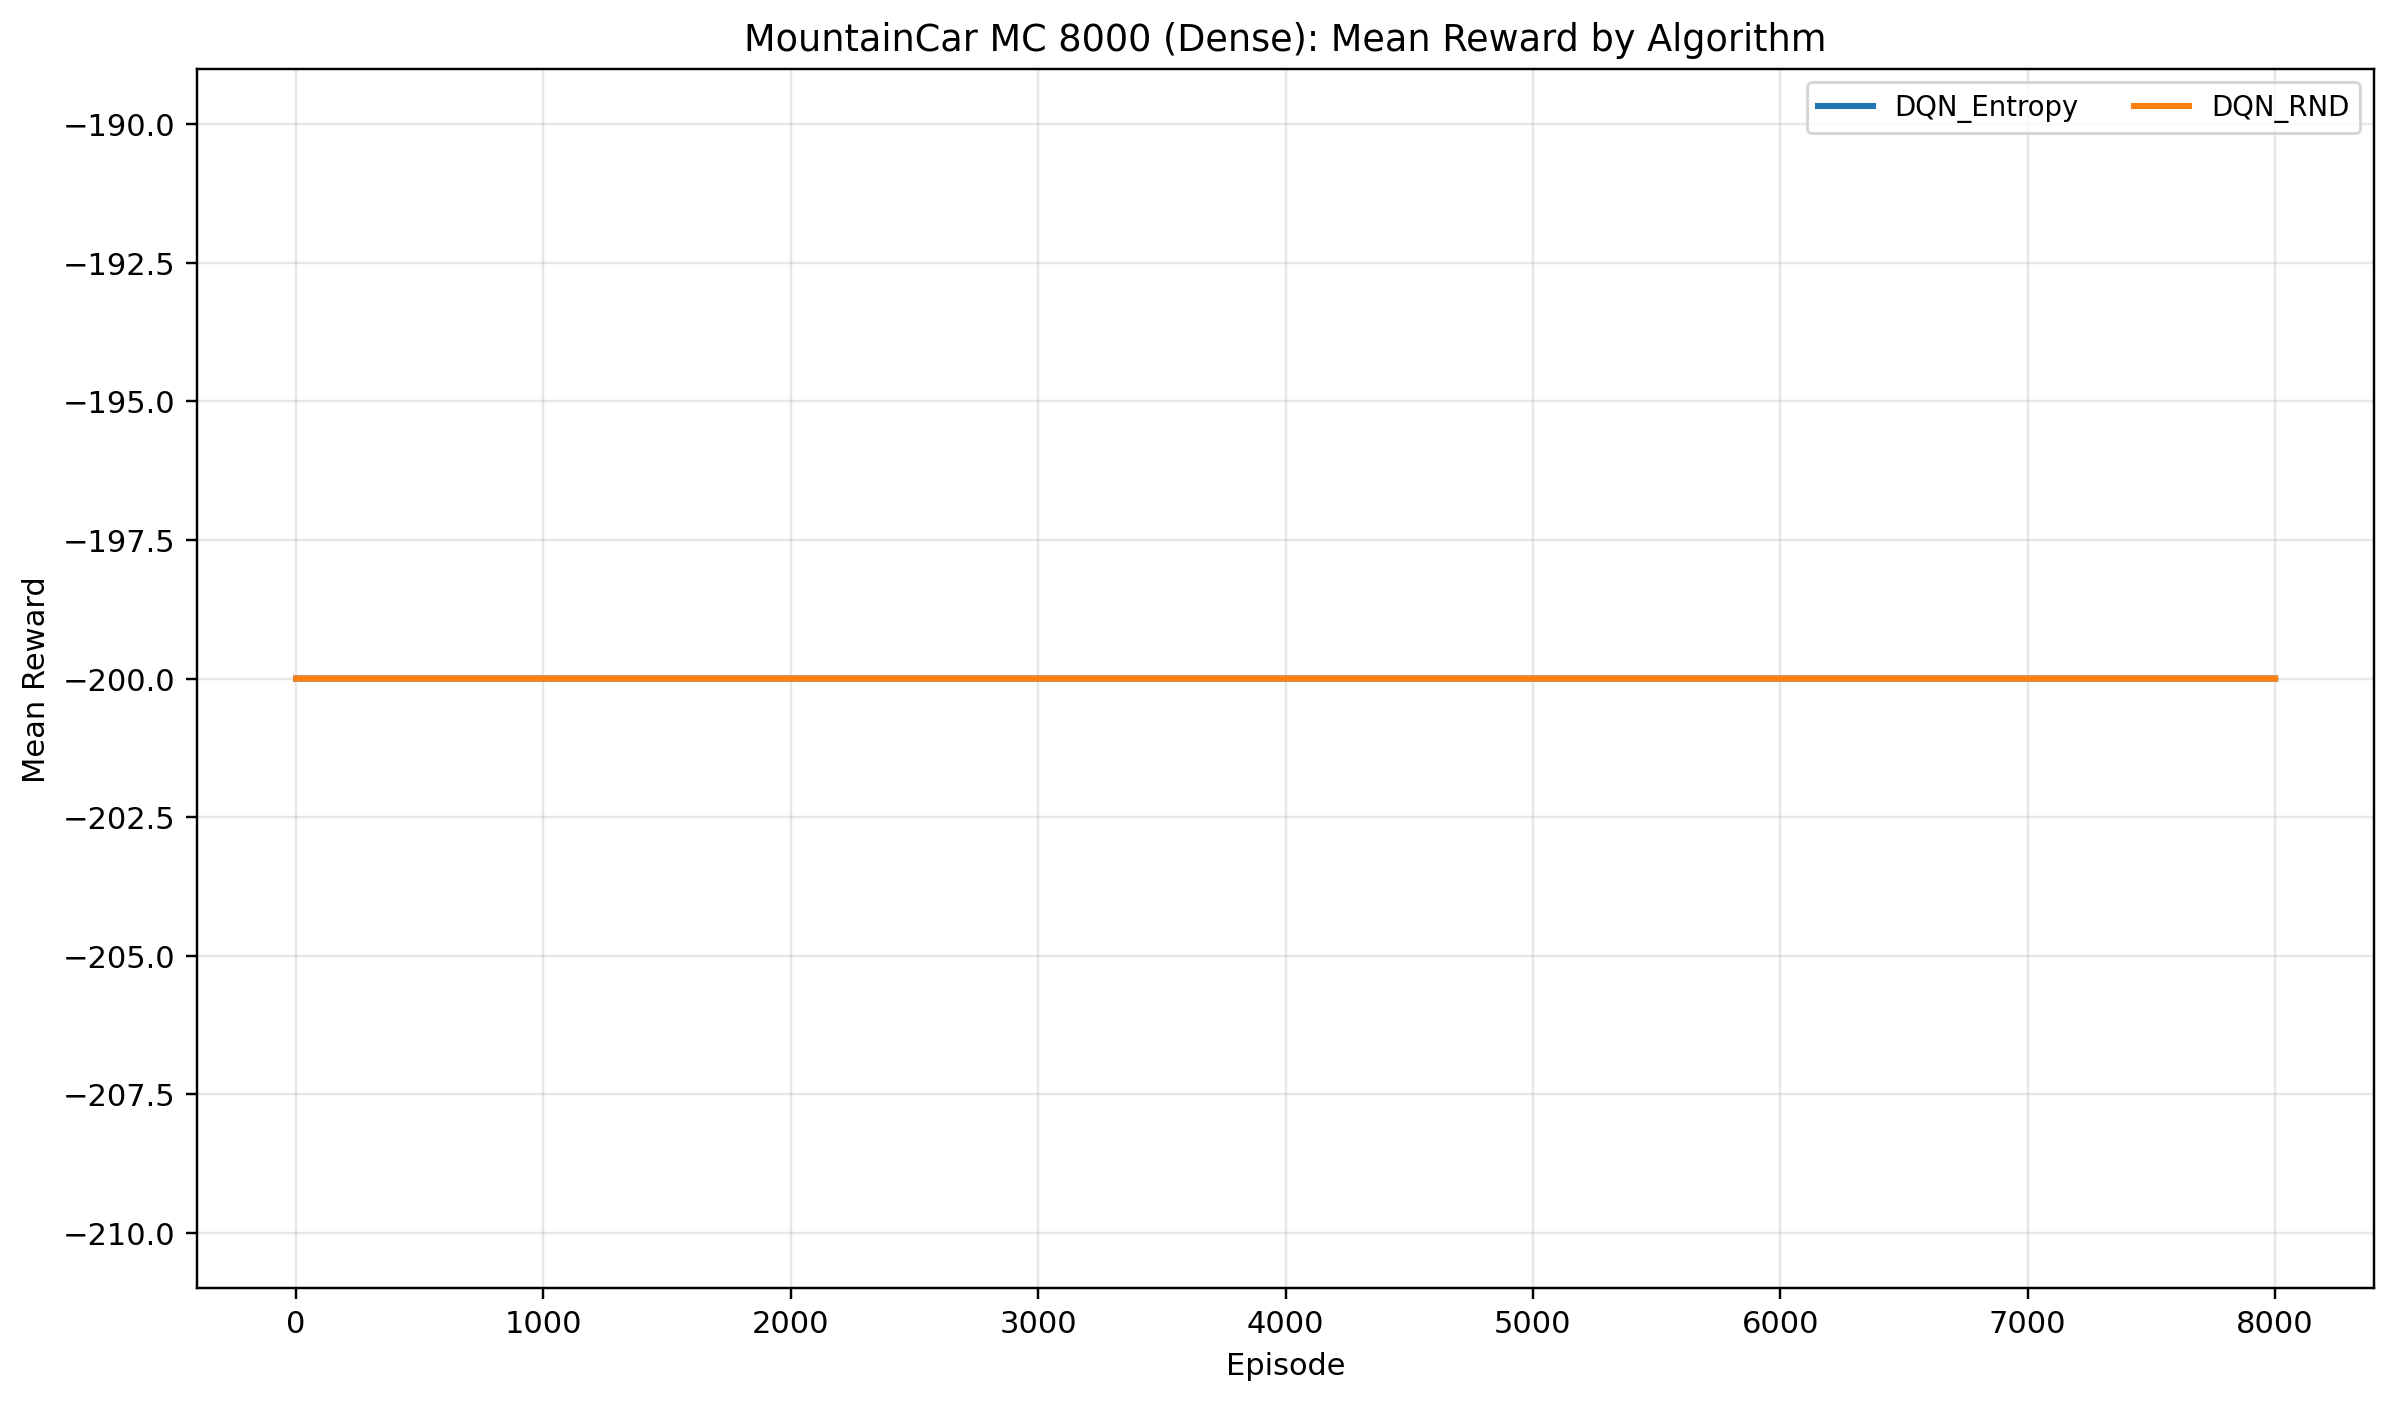 MountainCar MC 8000 (Dense): Mean Reward by Algorithm
DQN_Entropy DQN_RND
−190.0
−192.5
−195.0
−197.5
−200.0
−202.5
−205.0
−207.5
−210.0
Mean Reward
0 1000 2000 3000 4000 5000 6000 7000 8000
Episode